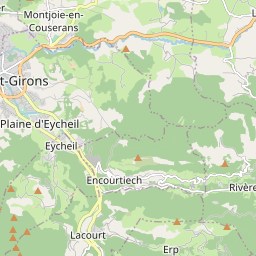 Montjoie-en-
Couserans
t-Girons
Plaine d'Eycheil
Eycheil
Encourtiech
Rivère
Lacourt
Erp